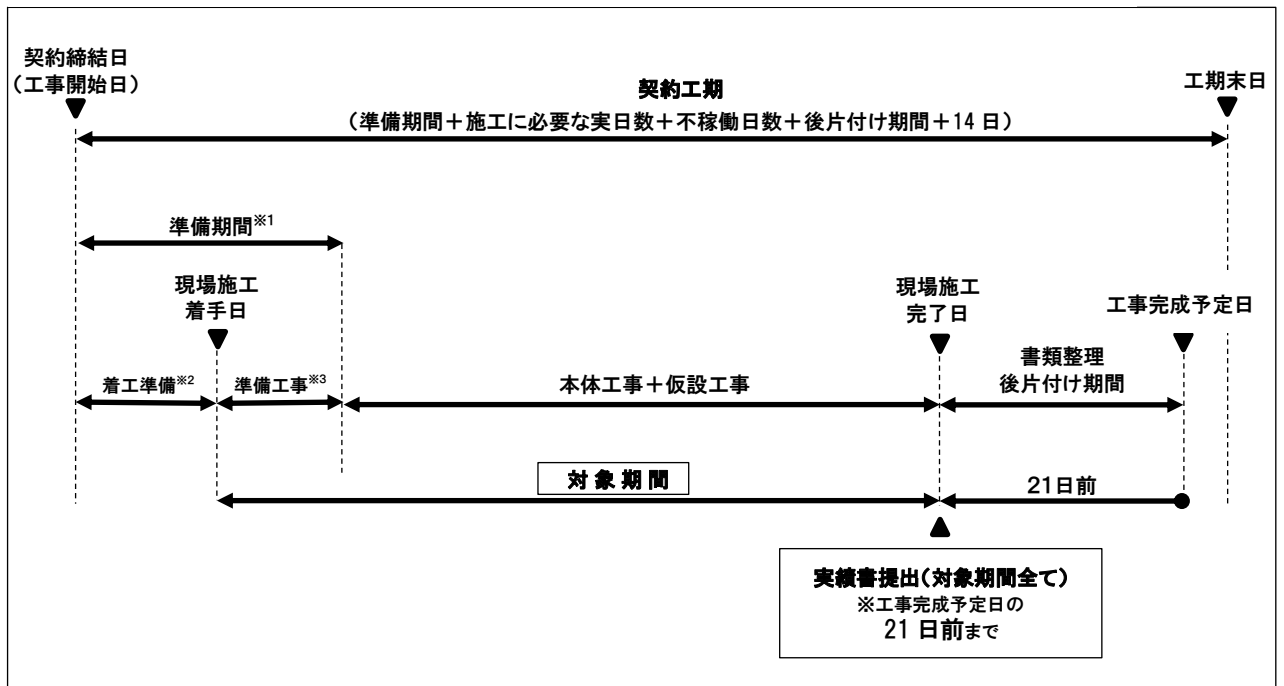 契約締結日
（工事開始日）
契約工期
工期末日
（準備期間＋施工に必要な実日数＋不稼働日数＋後片付け期間＋14日）
準備期間※1
現場施工
着手日
現場施工
完了日
工事完成予定日
着工準備※2
準備工事※3
本体工事＋仮設工事
書類整理
後片付け期間
対象期間
21日前
実績書提出（対象期間全て）
※工事完成予定日の
21日前まで